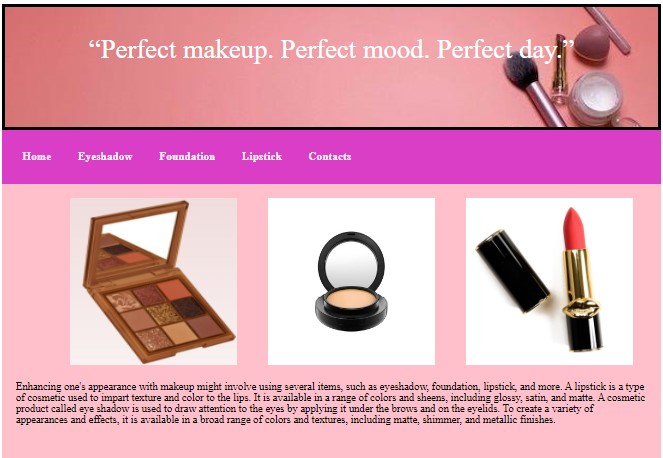 “Perfect makeup. Perfect mood. Perfect day.”
Home Eyeshadow Foundation Lipstick Contacts
Enhancing one's appearance with makeup might involve using several items, such as eyeshadow, foundation, lipstick, and more. A lipstick is a type
of cosmetic used to impart texture and color to the lips. It is available in a range of colors and sheens, including glossy, satin, and matte. A cosmetic
product called eye shadow is used to draw attention to the eyes by applying it under the brows and on the eyelids. To create a variety of
appearances and effects, it is available in a broad range of colors and textures, including matte, shimmer, and metallic finishes.